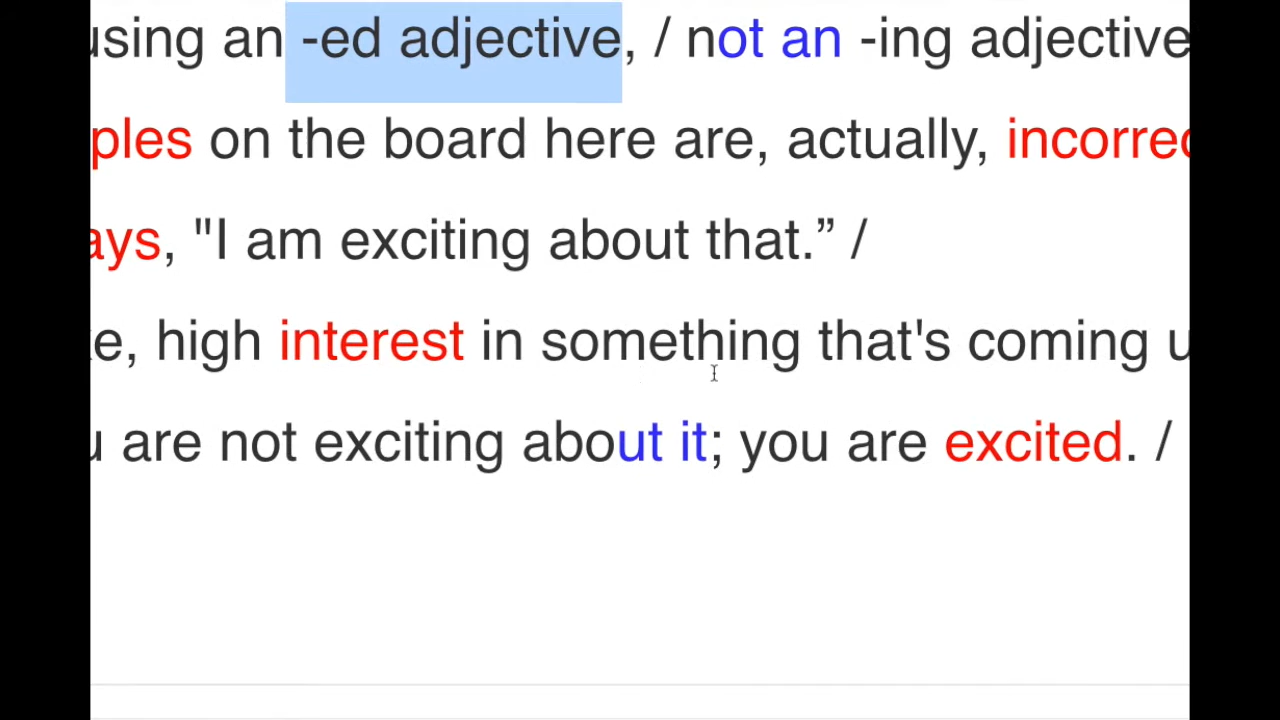 using an -ed adjective, / not an -ing adjective
ples on the board here are, actually, incorrec
ays, "I am exciting about that.” /
e, high interest in something that's coming u
u are not exciting about it; you are excited. /